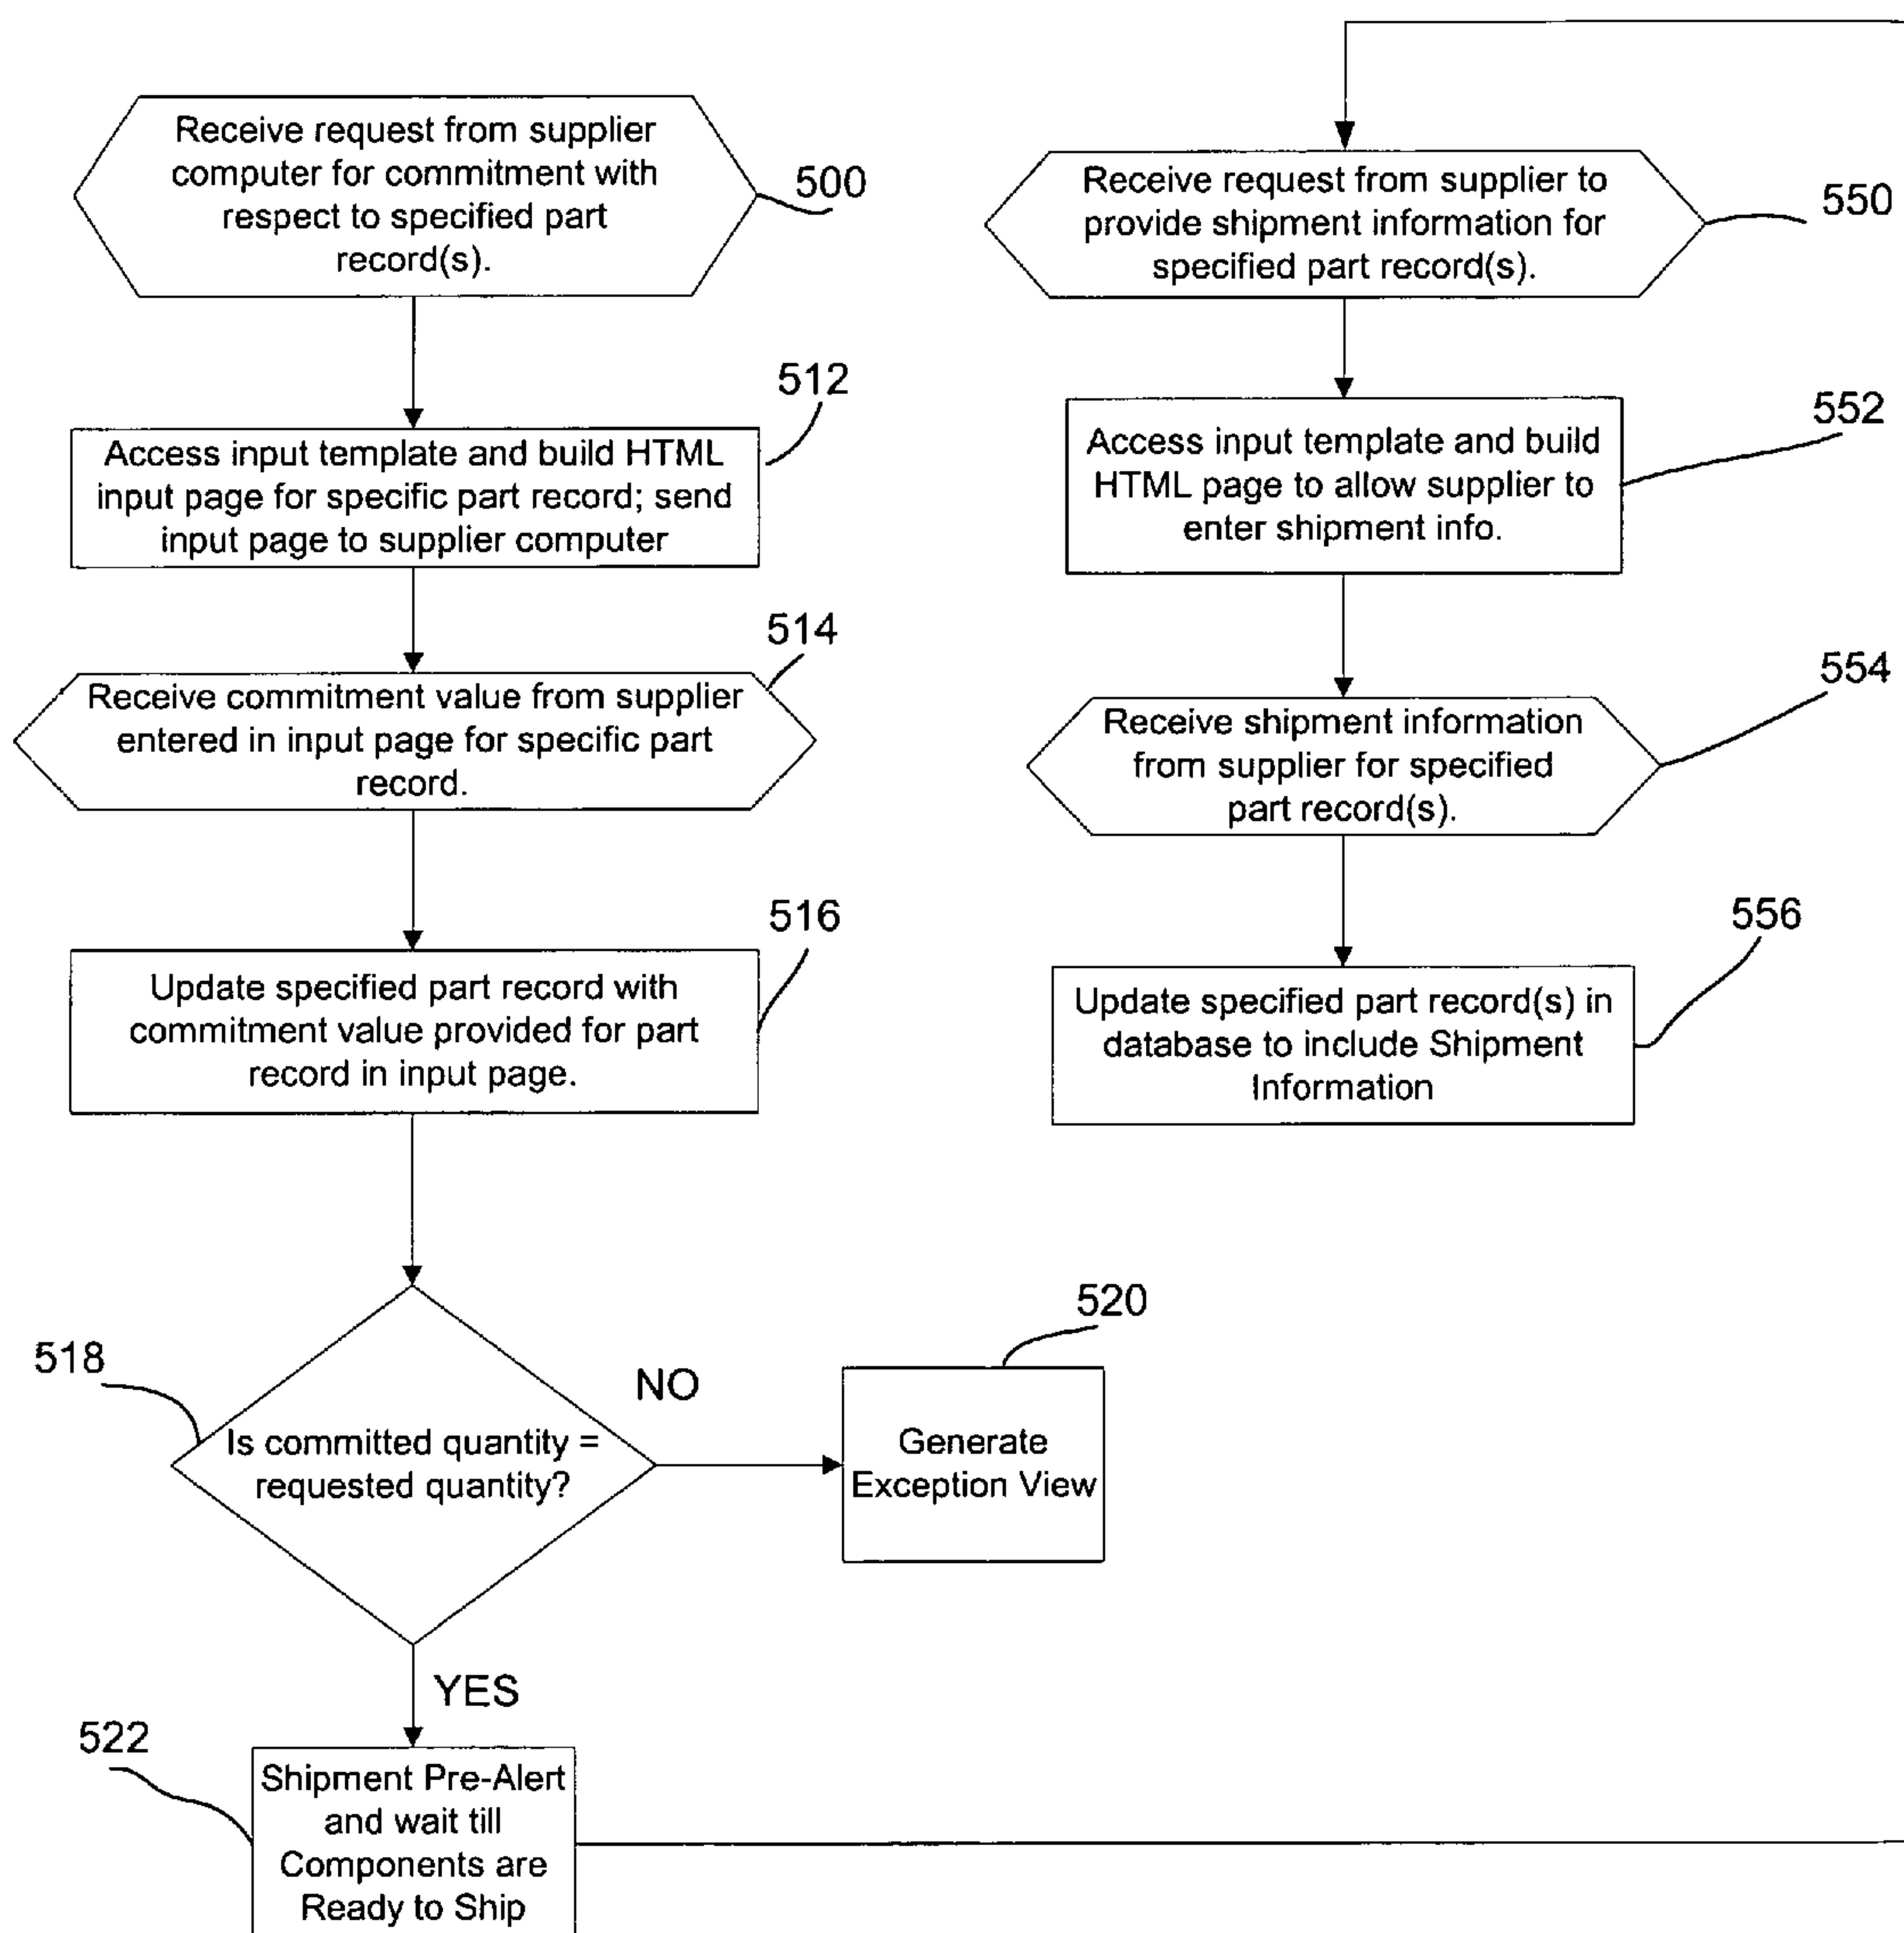 Receive request from supplier
computer for commitment with
respect to specified part
record(s).
500
Access input template and build HTML
input page for specific part record; send
input page to supplier computer
512
Receive commitment value from supplier
entered in input page for specific part
record.
514
Update specified part record with
commitment value provided for part
record in input page.
516
Is committed quantity =
requested quantity?
518
NO
Generate
Exception View
520
YES
Shipment Pre-Alert
and wait till
Components are
Ready to Ship
522
Receive request from supplier to
provide shipment information for
specified part record(s).
550
Access input template and build
HTML page to allow supplier to
enter shipment info.
552
Receive shipment information
from supplier for specified
part record(s).
554
Update specified part record(s) in
database to include Shipment
Information
556